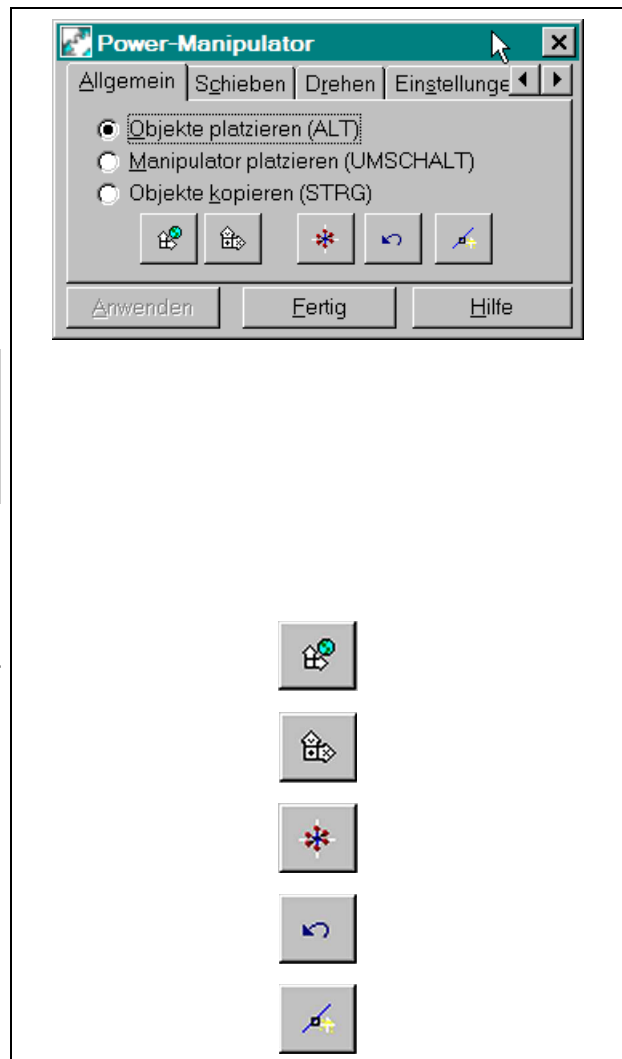 Power-Manipulator
Allgemein Schieben Drehen Einstellunge
Objekte platzieren (ALT)
Manipulator platzieren (UMSCHALT)
Objekte kopieren (STRG)
Anwenden Fertig Hilfe